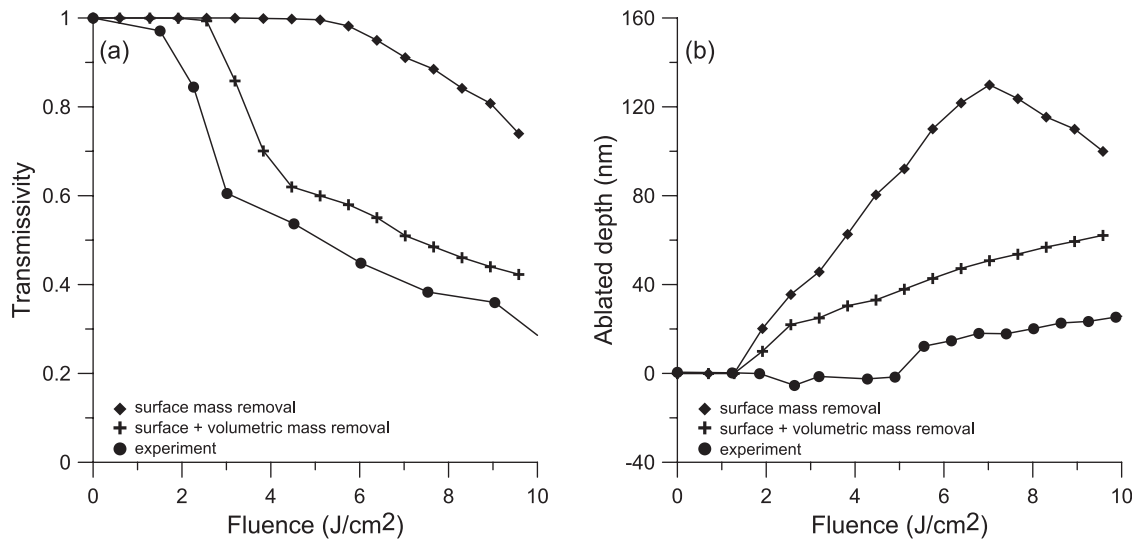 (a)
Transmissivity
1
0.8
0.6
0.4
0.2
0
surface mass removal
surface + volumetric mass removal
experiment
0 2 4 6 8 10
Fluence (J/cm2)
(b)
Ablated depth (nm)
160
120
80
40
0
-40
surface mass removal
surface + volumetric mass removal
experiment
0 2 4 6 8 10
Fluence (J/cm2)